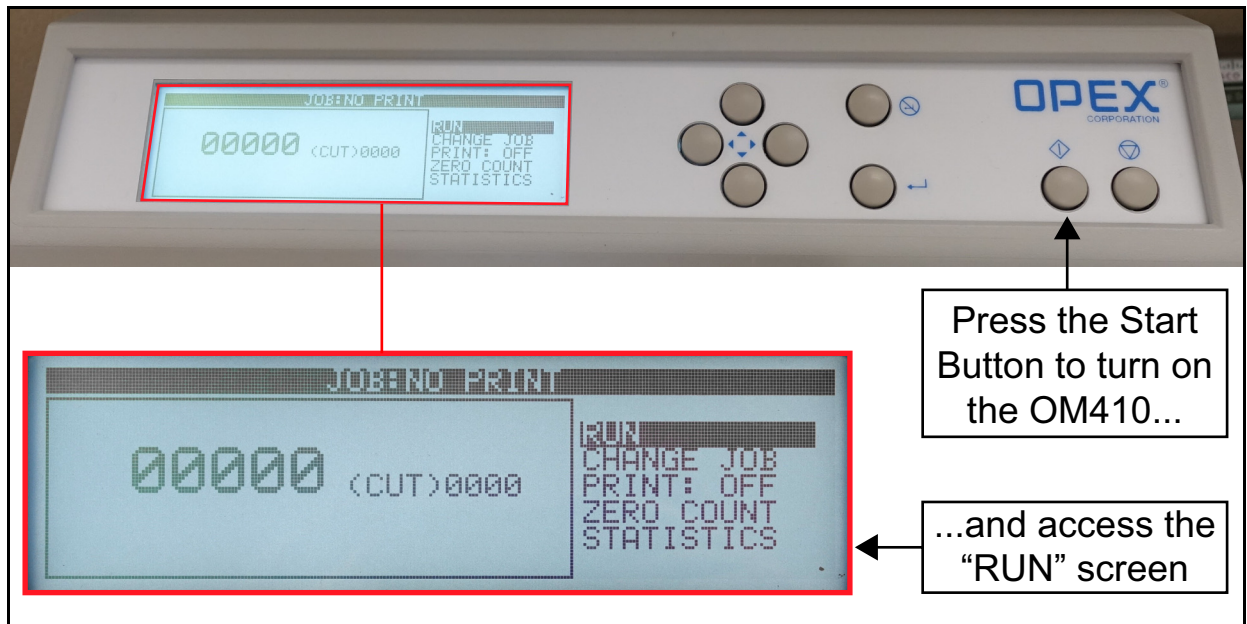 JOB:NO PRINT
00000 (CUT)0000
RUN
CHANGE JOB
PRINT: OFF
ZERO COUNT
STATISTICS
OPEX®
CORPORATION
Press the Start
Button to turn on
the OM410...
JOB:NO PRINT
00000 (CUT)0000
RUN
CHANGE JOB
PRINT: OFF
ZERO COUNT
STATISTICS
...and access the
“RUN” screen